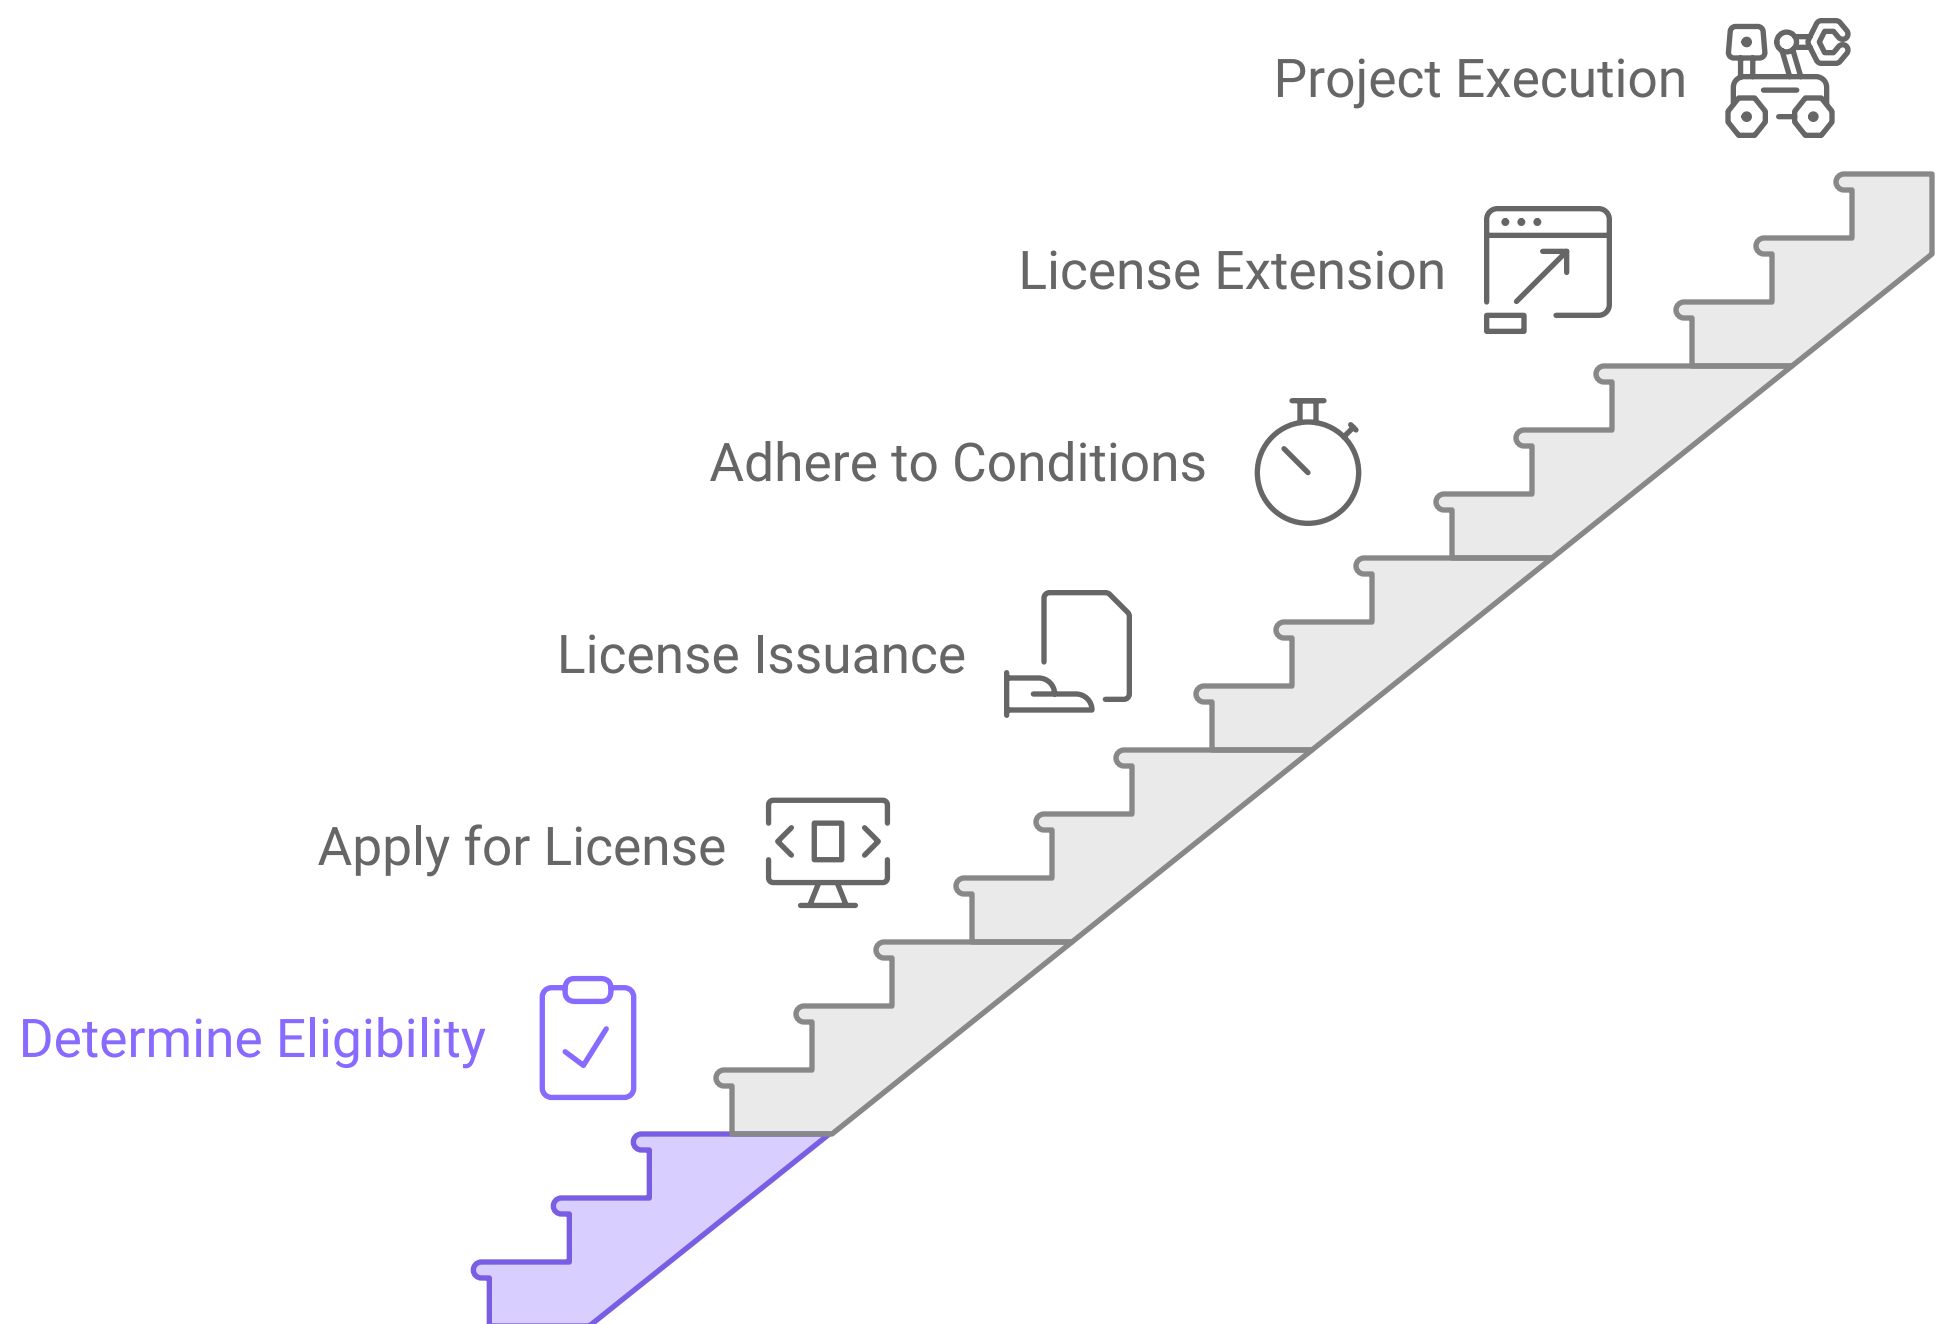 Project Execution
License Extension
Adhere to Conditions
License Issuance
Apply for License
Determine Eligibility